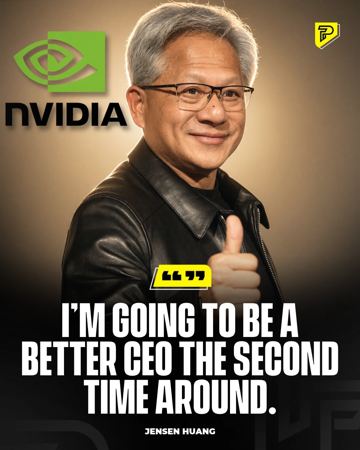 NVIDIA
I'M GOING TO BE A
BETTER CEO THE SECOND
TIME AROUND.
JENSEN HUANG